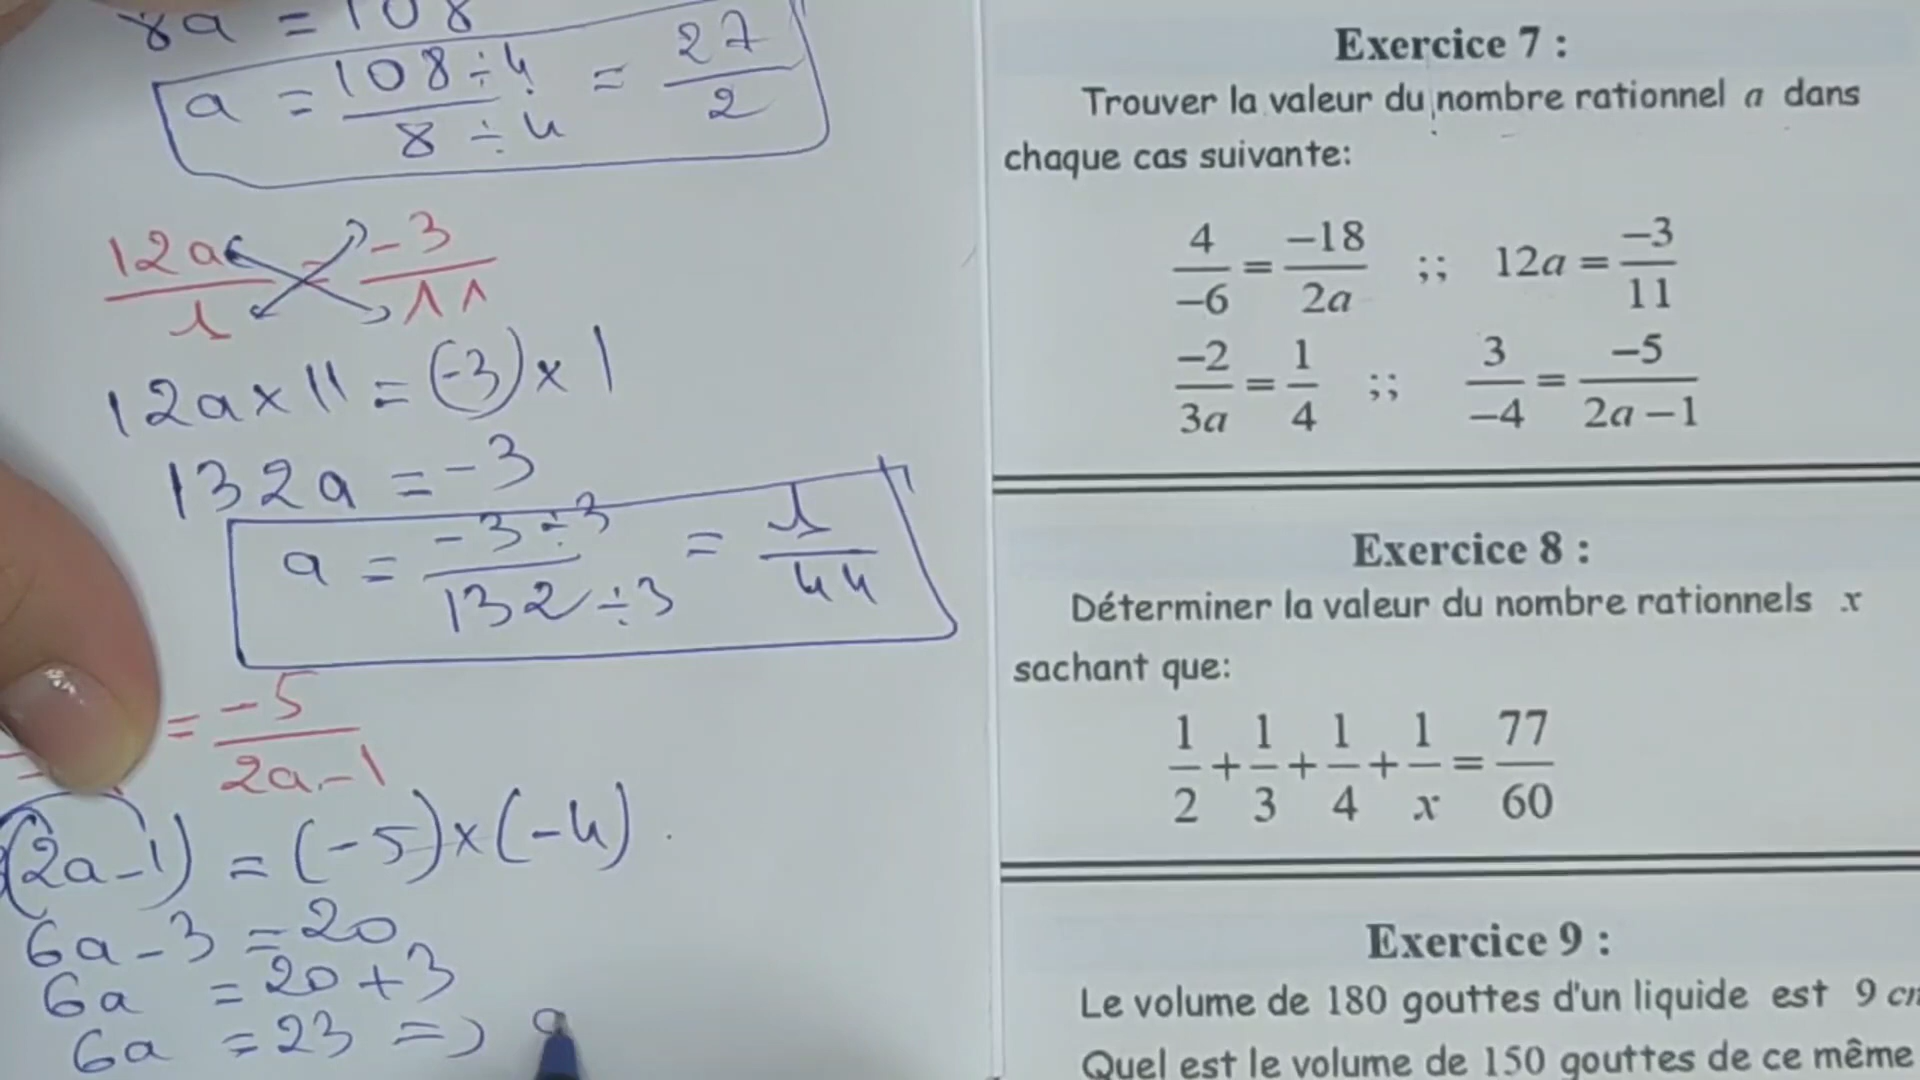 8a = 108
a = 108 ÷ 4 / 8 ÷ 4 = 27 / 2
12a / 1 = -3 / 11
12a × 11 = (-3) × 1
132a = -3
a = -3 ÷ 3 / 132 ÷ 3 = 1 / 44
= -5 / 2a - 1
(2a - 1) = (-5) × (-4)
6a - 3 = 20
6a = 20 + 3
6a = 23 => a
Exercice 7 :
Trouver la valeur du nombre rationnel a dans
chaque cas suivante:
4 / -6 = -18 / 2a ;; 12a = -3 / 11
-2 / 3a = 1 / 4 ;; 3 / -4 = -5 / 2a - 1
Exercice 8 :
Déterminer la valeur du nombre rationnels x
sachant que:
1 / 2 + 1 / 3 + 1 / 4 + 1 / x = 77 / 60
Exercice 9 :
Le volume de 180 gouttes d'un liquide est 9
Quel est le volume de 150 gouttes de ce même